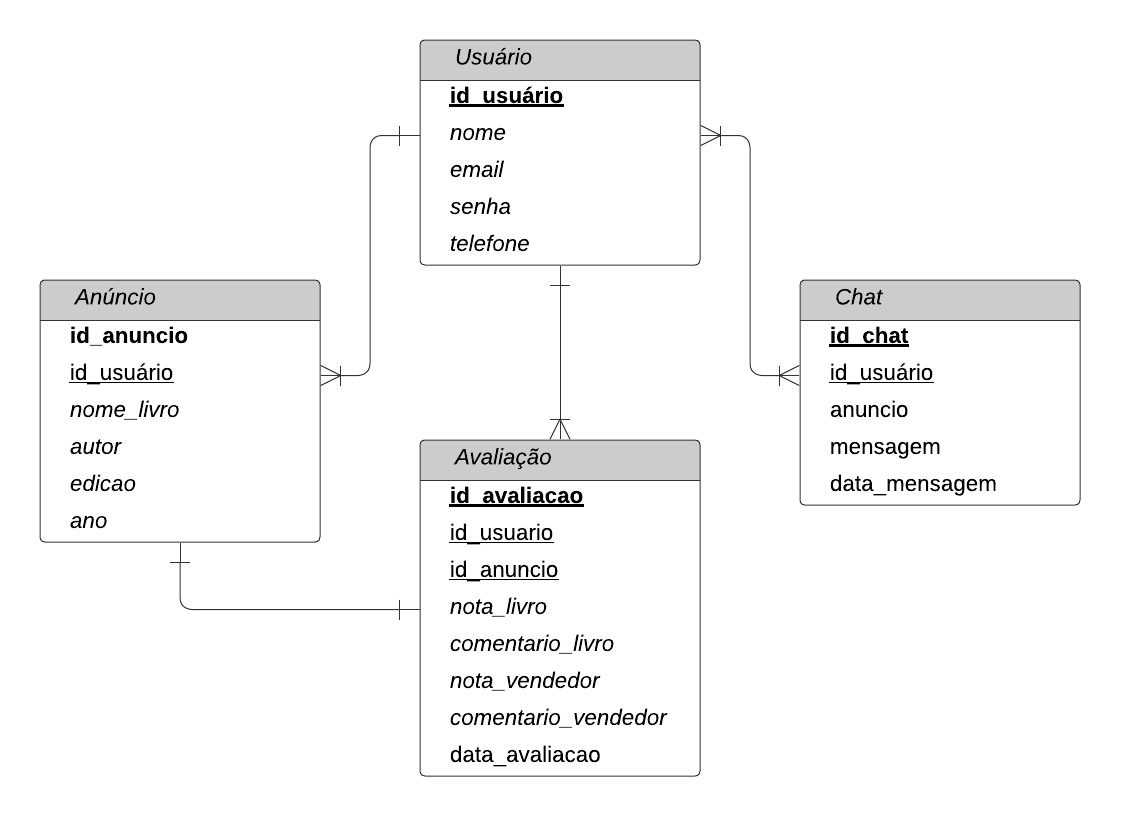 Usuário
id_usuário
nome
email
senha
telefone
Anúncio
id_anuncio
id_usuário
nome_livro
autor
edicao
ano
Chat
id_chat
id_usuário
anuncio
mensagem
data_mensagem
Avaliação
id_avaliacao
id_usuario
id_anuncio
nota_livro
comentario_livro
nota_vendedor
comentario_vendedor
data_avaliacao